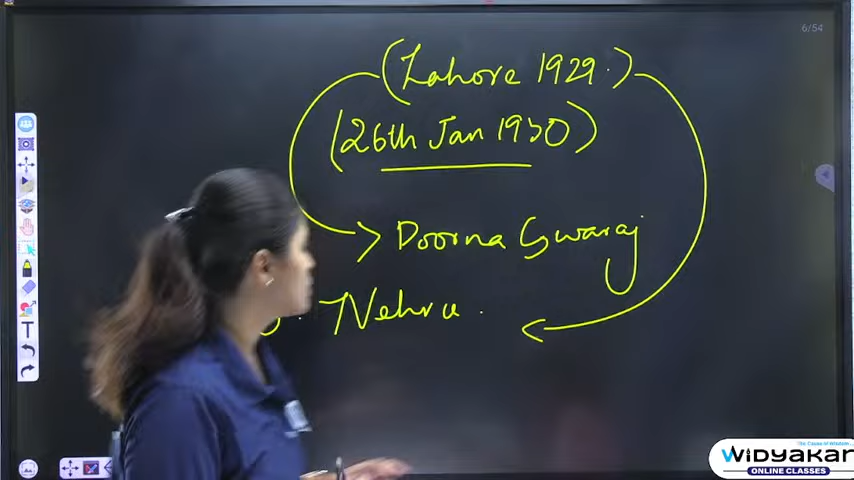 6/54
(Lahore 1929.)
(26th Jan 1930)
Poorna Swaraj
J. Nehru.
T
WIDYAKAR
ONLINE CLASSES